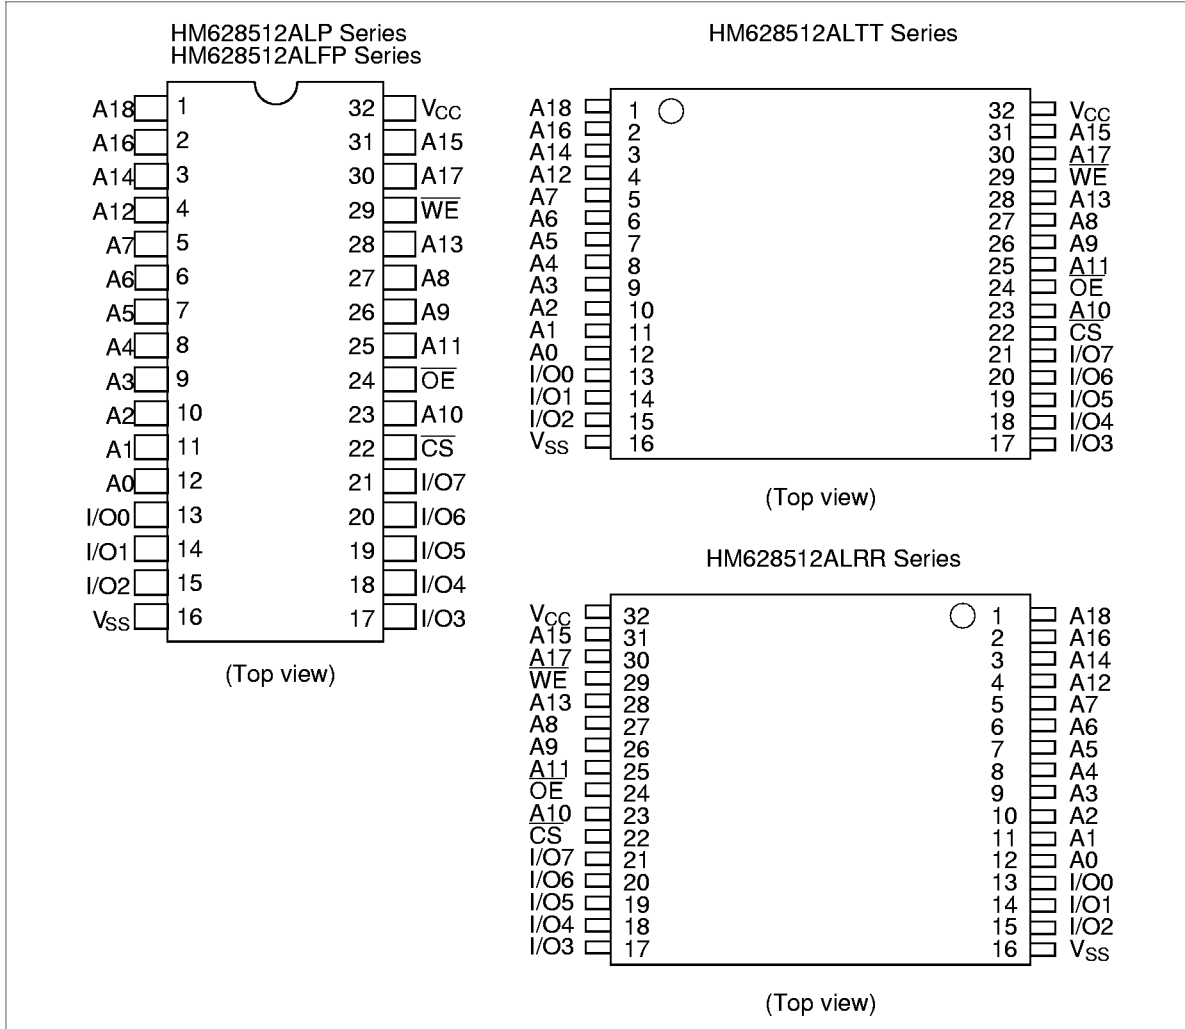 HM628512ALP Series
HM628512ALFP Series
A18 1 32 VCC
A16 2 31 A15
A14 3 30 A17
A12 4 29 W̅E̅
A7 5 28 A13
A6 6 27 A8
A5 7 26 A9
A4 8 25 A11
A3 9 24 O̅E̅
A2 10 23 A10
A1 11 22 C̅S̅
A0 12 21 I/O7
I/O0 13 20 I/O6
I/O1 14 19 I/O5
I/O2 15 18 I/O4
VSS 16 17 I/O3
(Top view)
HM628512ALTT Series
A18 1 32 VCC
A16 2 31 A15
A14 3 30 A17
A12 4 29 W̅E̅
A7 5 28 A13
A6 6 27 A8
A5 7 26 A9
A4 8 25 A11
A3 9 24 O̅E̅
A2 10 23 A10
A1 11 22 C̅S̅
A0 12 21 I/O7
I/O0 13 20 I/O6
I/O1 14 19 I/O5
I/O2 15 18 I/O4
VSS 16 17 I/O3
(Top view)
HM628512ALRR Series
VCC 32 1 A18
A15 31 2 A16
A17 30 3 A14
W̅E̅ 29 4 A12
A13 28 5 A7
A8 27 6 A6
A9 26 7 A5
A11 25 8 A4
O̅E̅ 24 9 A3
A10 23 10 A2
C̅S̅ 22 11 A1
I/O7 21 12 A0
I/O6 20 13 I/O0
I/O5 19 14 I/O1
I/O4 18 15 I/O2
I/O3 17 16 VSS
(Top view)